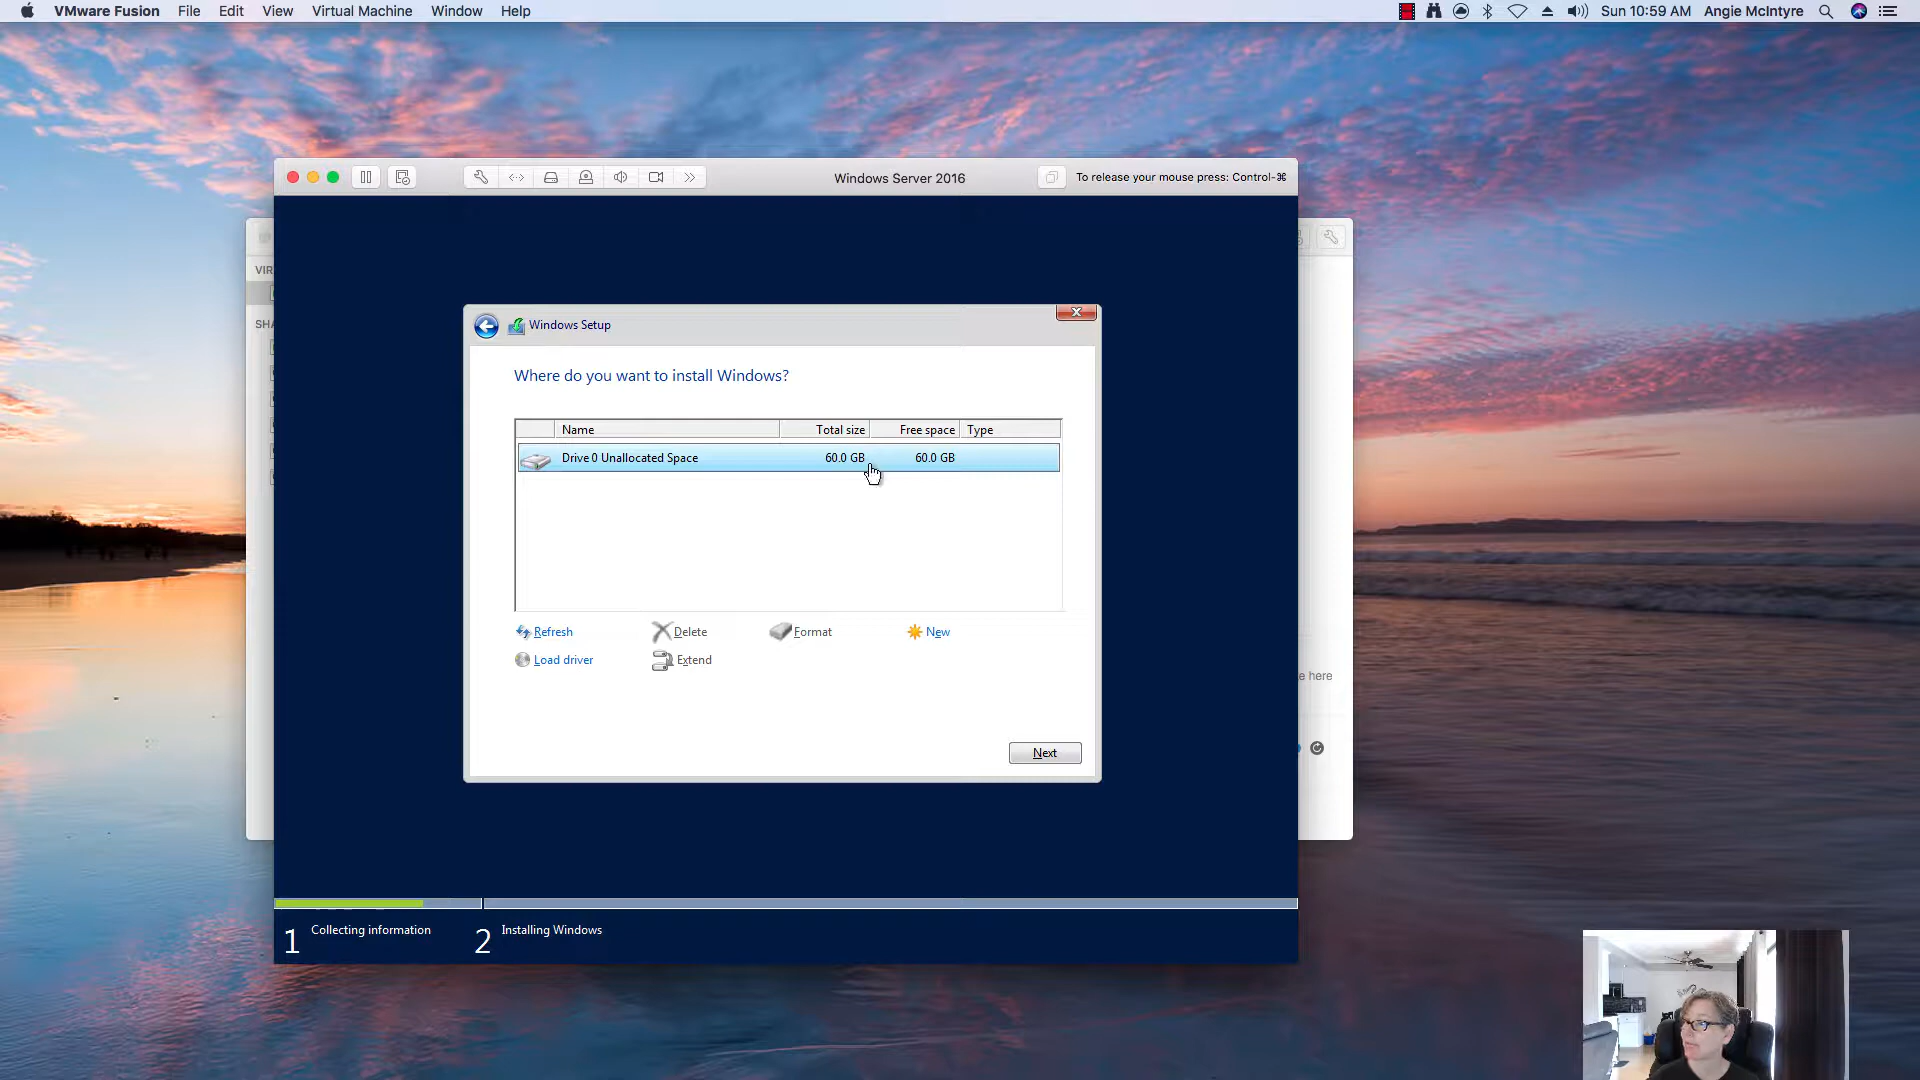 VMware Fusion File Edit View Virtual Machine Window Help Sun 10:59 AM Angie McIntyre
Windows Server 2016 To release your mouse press: Control-⌘
VIR
SHA
Windows Setup
Where do you want to install Windows?
Name Total size Free space Type
Drive 0 Unallocated Space 60.0 GB 60.0 GB
Refresh Delete Format New
Load driver Extend
e here
Next
1 Collecting information 2 Installing Windows